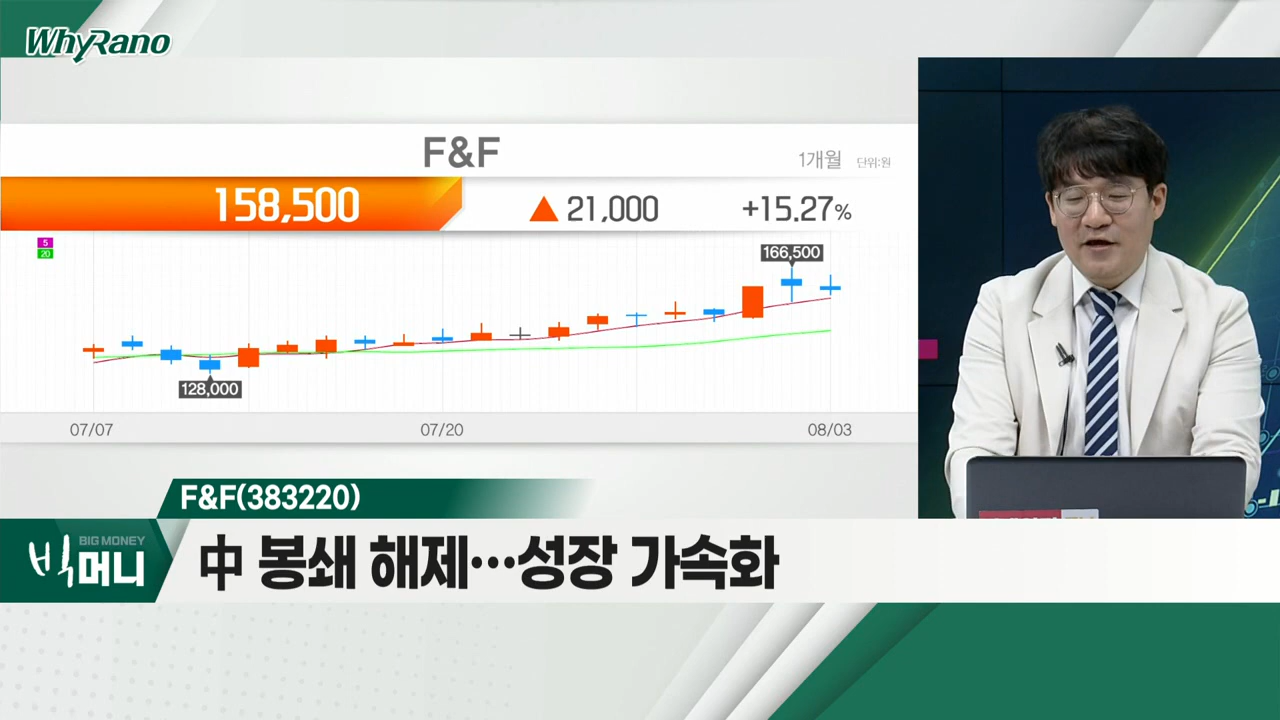 WhyRano
F&F
1개월 단위:원
158,500 ▲ 21,000 +15.27%
5
20
166,500
128,000
07/07 07/20 08/03
F&F(383220)
BIG MONEY
빅머니
中 봉쇄 해제…성장 가속화